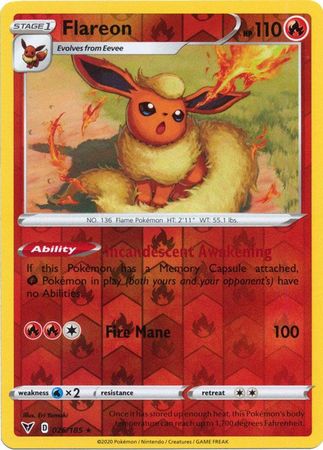 STAGE 1 Flareon HP 110
Evolves from Eevee
NO. 136 Flame Pokémon HT: 2'11" WT: 55.1 lbs.
Ability Incandescent Awakening
If this Pokémon has a Memory Capsule attached,
Pokémon in play (both yours and your opponent's) have
no Abilities.
Fire Mane 100
weakness ×2 resistance retreat
Illus. Eri Yamaki
D 026/185 ★
Once it has stored up enough heat, this Pokémon's body
temperature can reach up to 1,700 degrees Fahrenheit.
©2020 Pokémon / Nintendo / Creatures / GAME FREAK